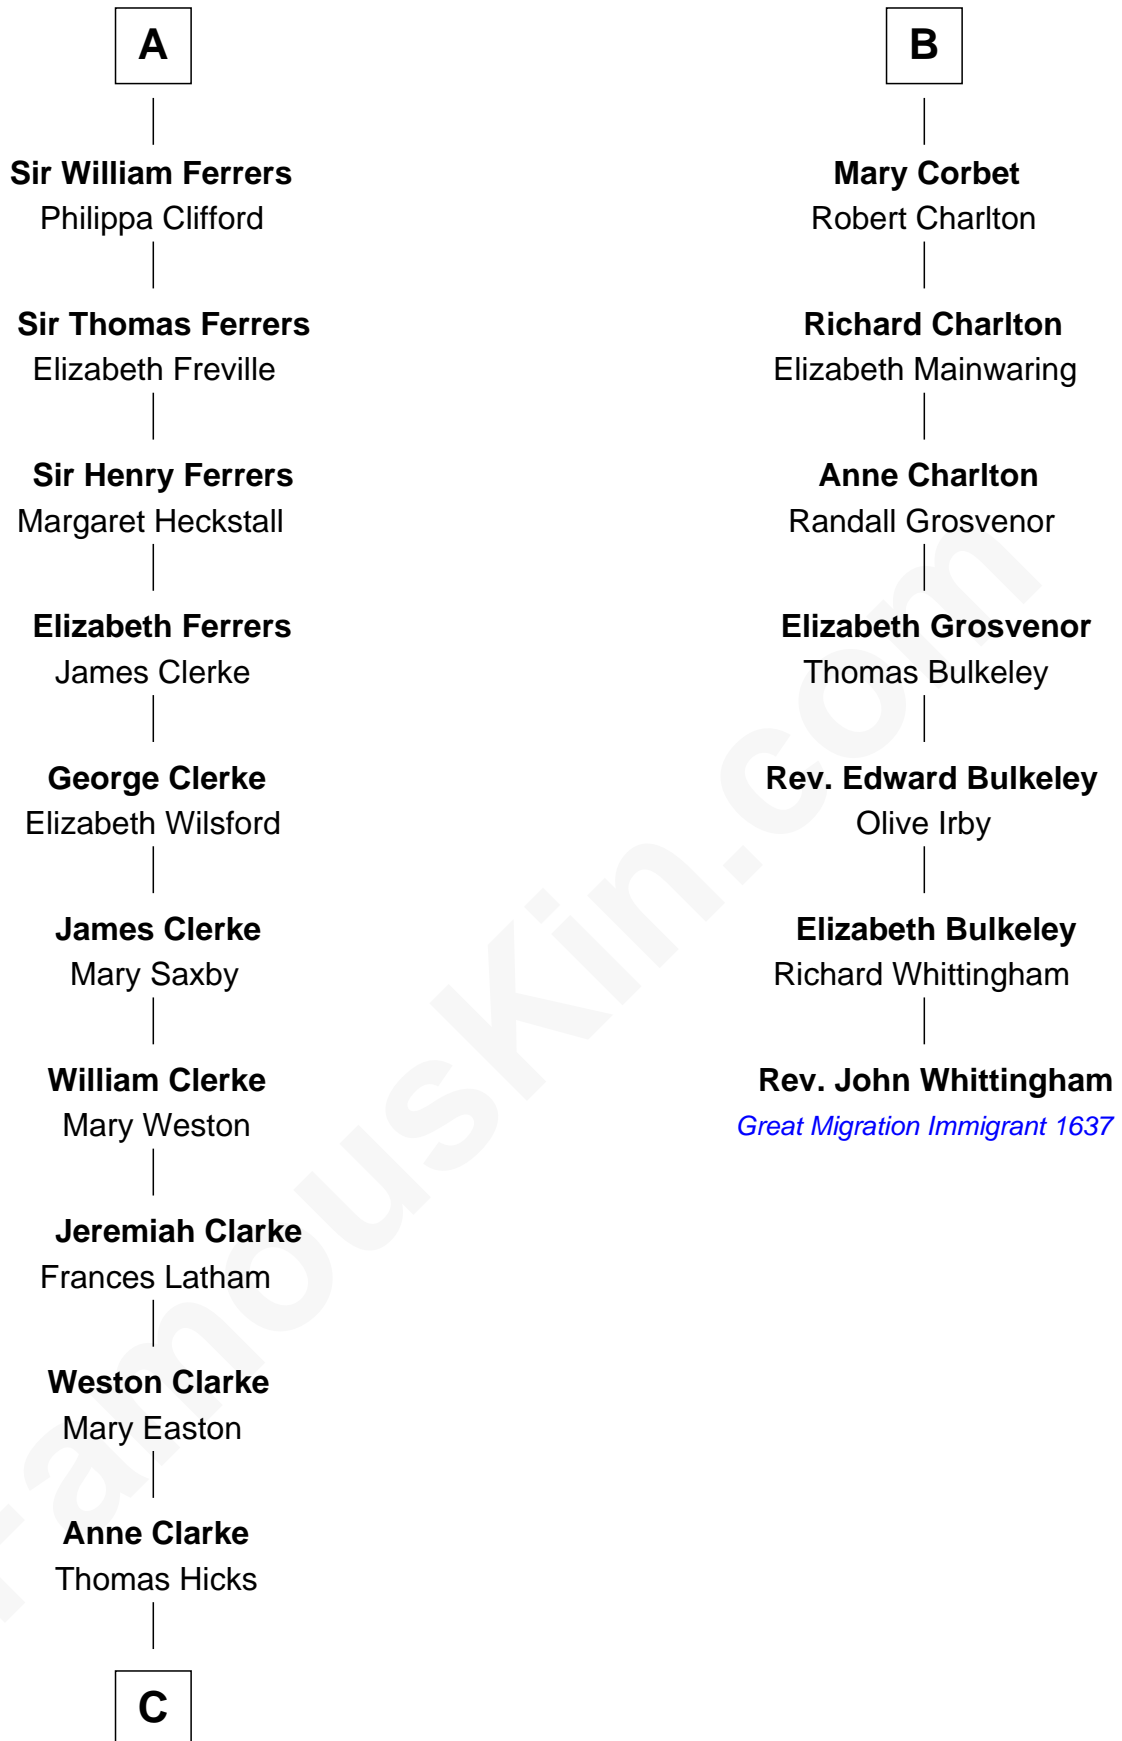 A
Sir William Ferrers
Philippa Clifford
Sir Thomas Ferrers
Elizabeth Freville
Sir Henry Ferrers
Margaret Heckstall
Elizabeth Ferrers
James Clerke
George Clerke
Elizabeth Wilsford
James Clerke
Mary Saxby
William Clerke
Mary Weston
Jeremiah Clarke
Frances Latham
Weston Clarke
Mary Easton
Anne Clarke
Thomas Hicks
C
B
Mary Corbet
Robert Charlton
Richard Charlton
Elizabeth Mainwaring
Anne Charlton
Randall Grosvenor
Elizabeth Grosvenor
Thomas Bulkeley
Rev. Edward Bulkeley
Olive Irby
Elizabeth Bulkeley
Richard Whittingham
Rev. John Whittingham
Great Migration Immigrant 1637
FamousKin.com